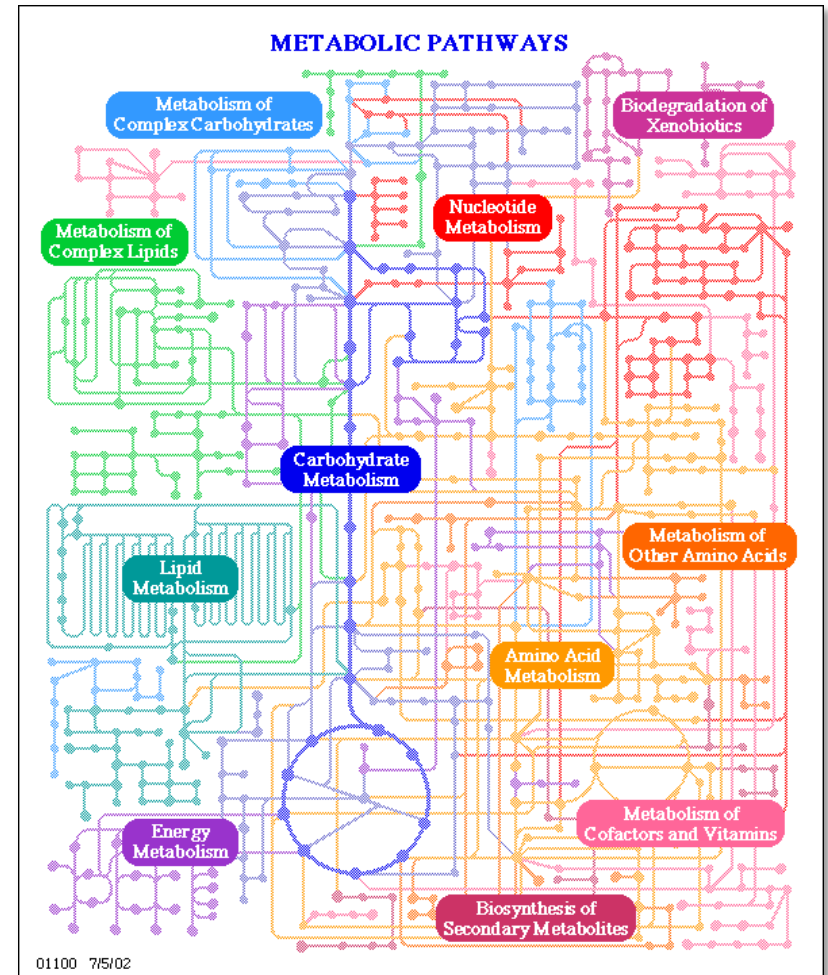 METABOLIC PATHWAYS
Metabolism of
Complex Carbohydrates
Biodegradation of
Xenobiotics
Nucleotide
Metabolism
Metabolism of
Complex Lipids
Carbohydrate
Metabolism
Metabolism of
Other Amino Acids
Lipid
Metabolism
Amino Acid
Metabolism
Metabolism of
Cofactors and Vitamins
Energy
Metabolism
Biosynthesis of
Secondary Metabolites
01100 7/5/02